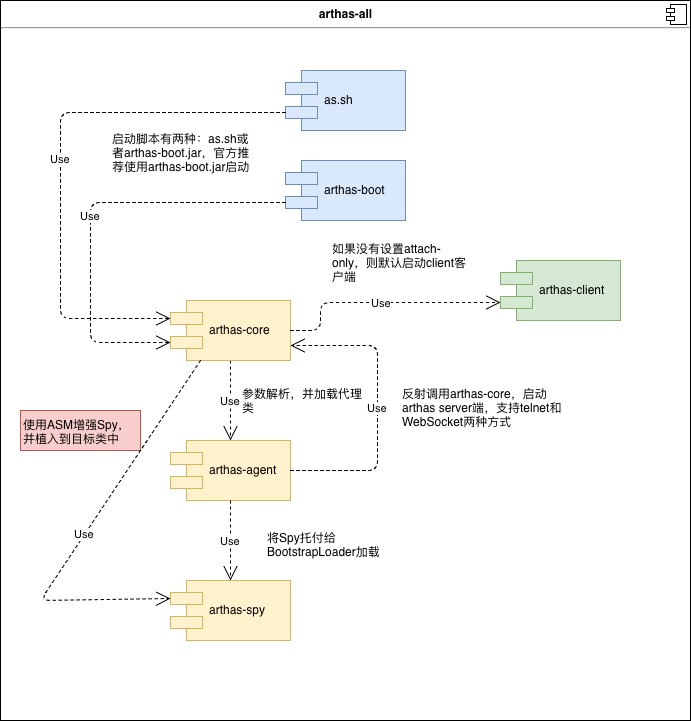 arthas-all
as.sh
启动脚本有两种：as.sh或
者arthas-boot.jar，官方推
荐使用arthas-boot.jar启动
Use
arthas-boot
Use
如果没有设置attach-
only，则默认启动client客
户端
arthas-client
Use
arthas-core
参数解析，并加载代理
类
Use
反射调用arthas-core，启动
arthas server端，支持telnet和
WebSocket两种方式
Use
使用ASM增强Spy，
并植入到目标类中
arthas-agent
Use
Use
将Spy托付给
BootstrapLoader加载
arthas-spy